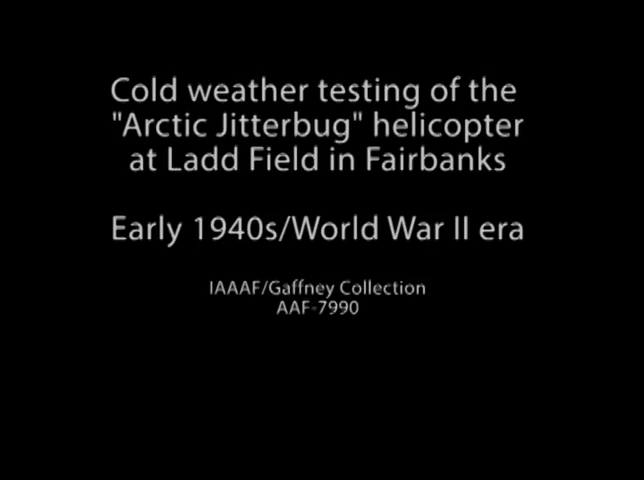 Cold weather testing of the
"Arctic Jitterbug" helicopter
at Ladd Field in Fairbanks
Early 1940s/World War II era
IAAAF/Gaffney Collection
AAF-7990